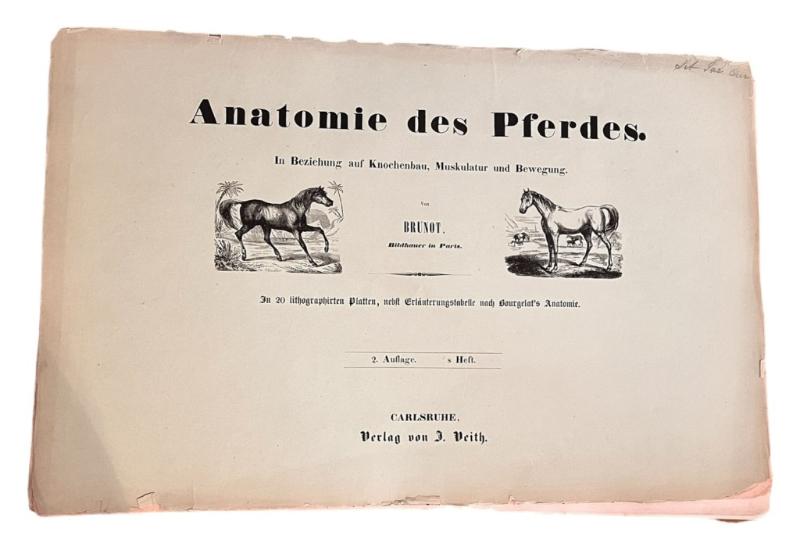 Anatomie des Pferdes.
In Beziehung auf Knochenbau, Muskulatur und Bewegung.
Von
BRUNOT,
Bildhauer in Paris.
In 20 lithographirten Platten, nebst Erläuterungstabelle nach Bourgelat's Anatomie.
2. Auflage. s Heft.
CARLSRUHE.
Verlag von J. Veith.